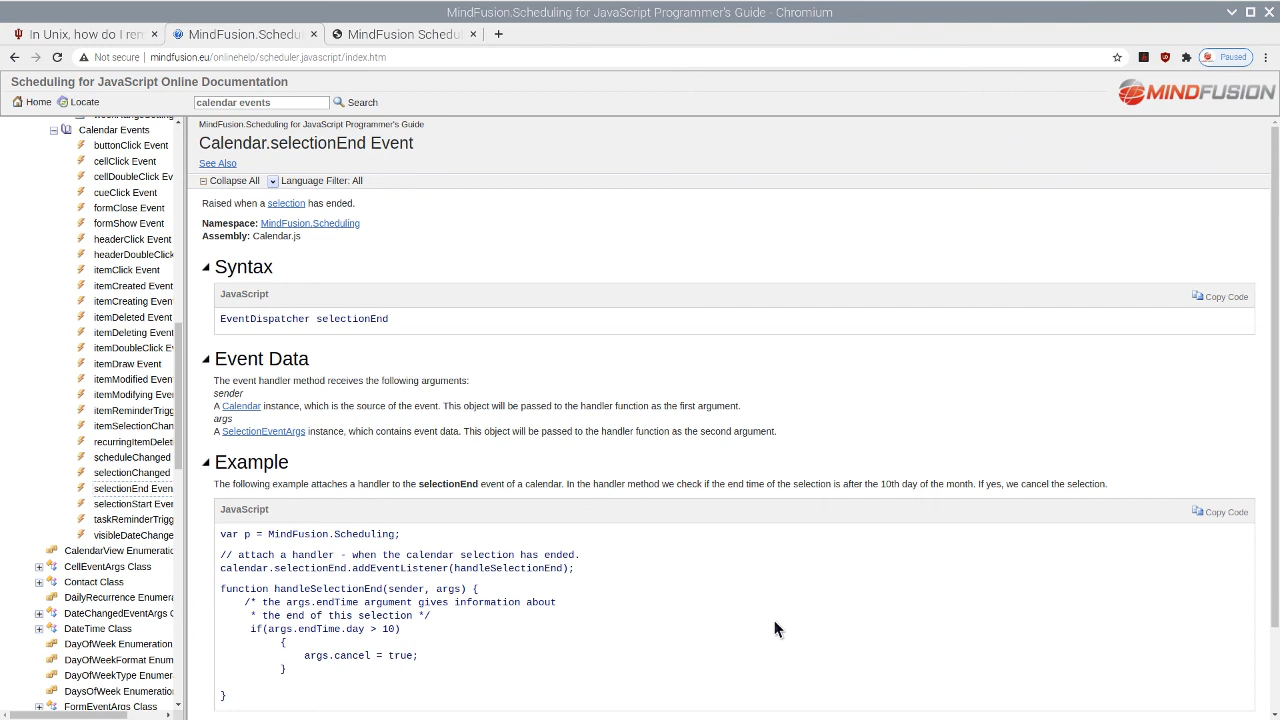 MindFusion.Scheduling for JavaScript Programmer's Guide - Chromium
In Unix, how do I rem
MindFusion.Schedu
MindFusion Schedul
Not secure
mindfusion.eu/onlinehelp/scheduler.javascript/index.htm
Paused
Scheduling for JavaScript Online Documentation
Home
Locate
calendar events
Search
MINDFUSION
Calendar Events
buttonClick Event
cellClick Event
cellDoubleClick Ev
cueClick Event
formClose Event
formShow Event
headerClick Event
headerDoubleClick
itemClick Event
itemCreated Event
itemCreating Event
itemDeleted Event
itemDeleting Event
itemDoubleClick Ev
itemDraw Event
itemModified Event
itemModifying Eve
itemReminderTrigg
itemSelectionChan
recurringItemDelet
scheduleChanged
selectionChanged
selectionEnd Even
selectionStart Ever
taskReminderTrigg
visibleDateChange
CalendarView Enumeratio
CellEventArgs Class
Contact Class
DailyRecurrence Enumera
DateChangedEventArgs C
DateTime Class
DayOfWeek Enumeration
DayOfWeekFormat Enum
DayOfWeekType Enumera
DaysOfWeek Enumeratio
FormEventArgs Class
MindFusion.Scheduling for JavaScript Programmer's Guide
Calendar.selectionEnd Event
See Also
Collapse All
Language Filter: All
Raised when a selection has ended.
Namespace: MindFusion.Scheduling
Assembly: Calendar.js
Syntax
JavaScript
Copy Code
EventDispatcher selectionEnd
Event Data
The event handler method receives the following arguments:
sender
A Calendar instance, which is the source of the event. This object will be passed to the handler function as the first argument.
args
A SelectionEventArgs instance, which contains event data. This object will be passed to the handler function as the second argument.
Example
The following example attaches a handler to the selectionEnd event of a calendar. In the handler method we check if the end time of the selection is after the 10th day of the month. If yes, we cancel the selection.
JavaScript
Copy Code
var p = MindFusion.Scheduling;
// attach a handler - when the calendar selection has ended.
calendar.selectionEnd.addEventListener(handleSelectionEnd);
function handleSelectionEnd(sender, args) {
/* the args.endTime argument gives information about
* the end of this selection */
if(args.endTime.day > 10)
{
args.cancel = true;
}
}